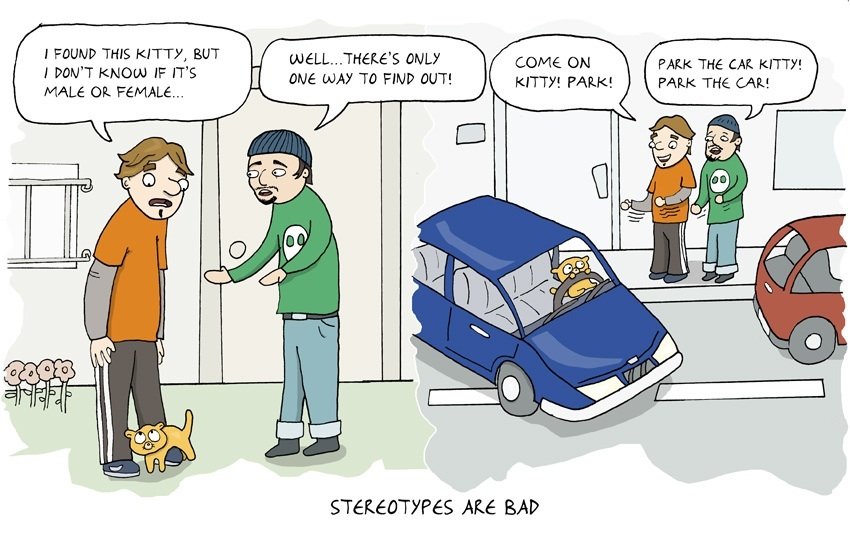 I FOUND THIS KITTY, BUT
I DON'T KNOW IF IT'S
MALE OR FEMALE...
WELL...THERE'S ONLY
ONE WAY TO FIND OUT!
COME ON
KITTY! PARK!
PARK THE CAR KITTY!
PARK THE CAR!
STEREOTYPES ARE BAD